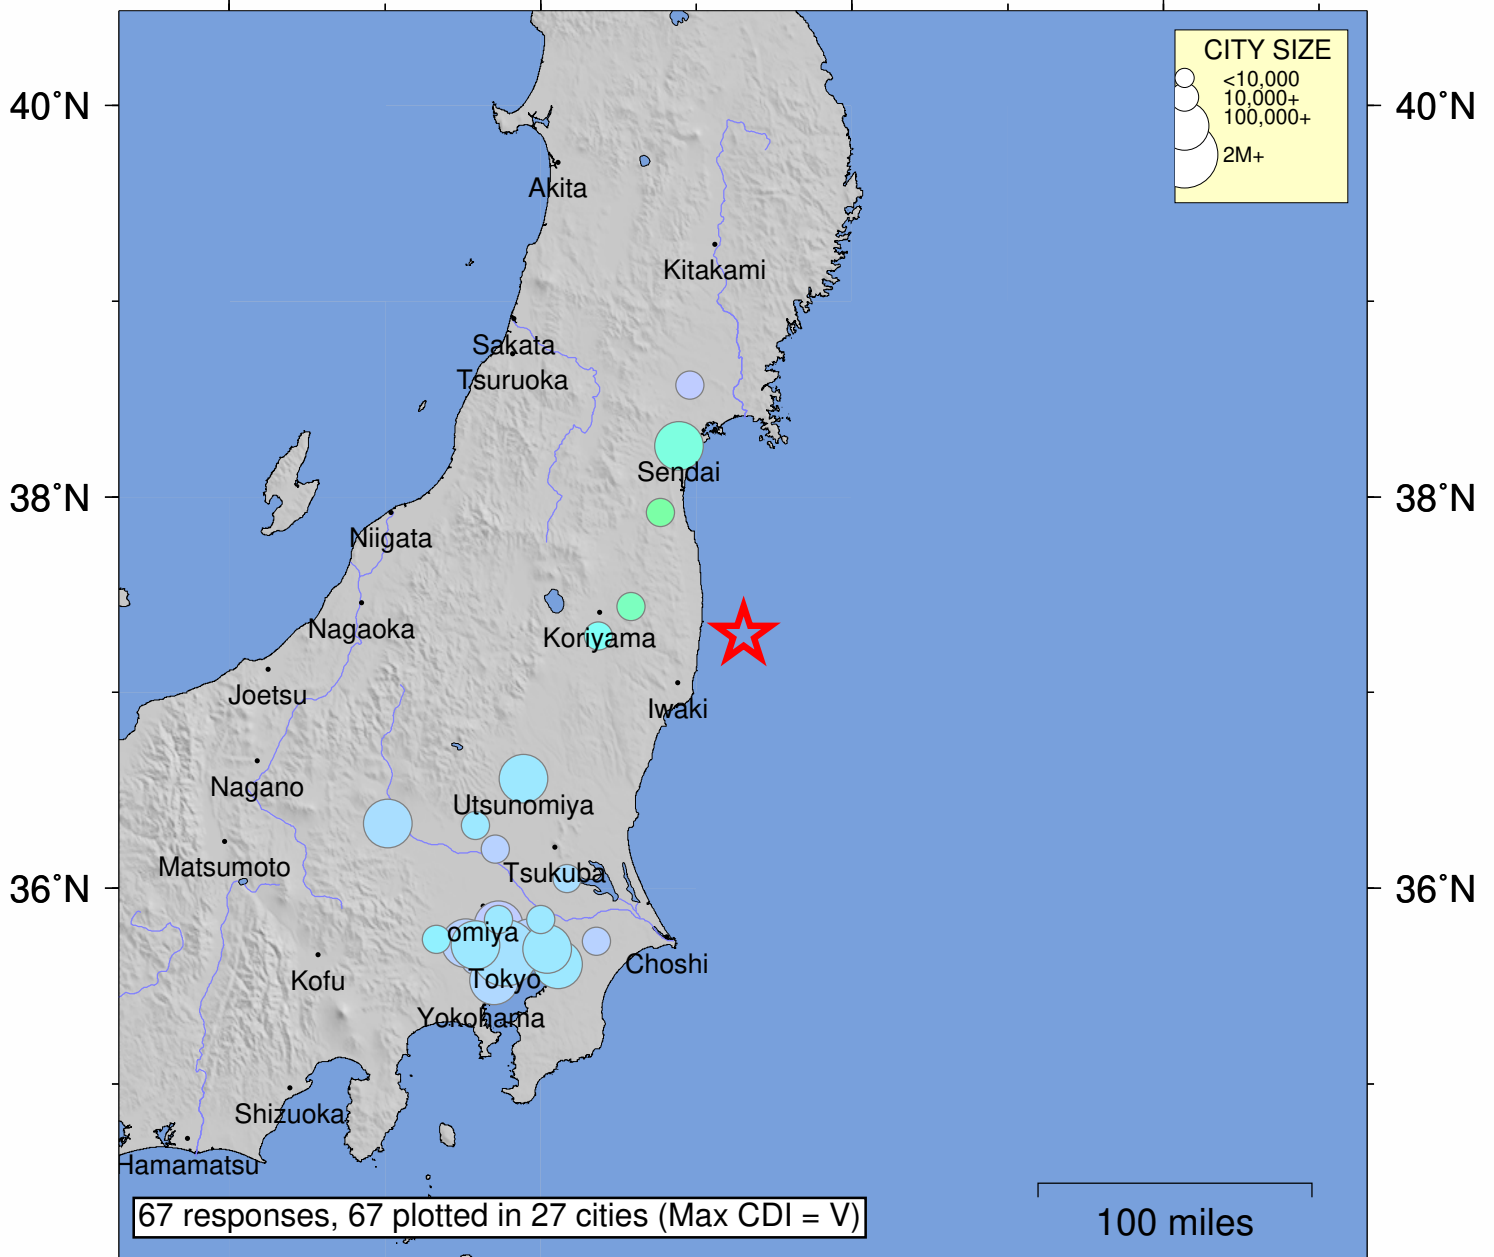 CITY SIZE
<10,000
10,000+
100,000+
2M+
40˚N
40˚N
Akita
Kitakami
Sakata
Tsuruoka
Sendai
38˚N
38˚N
Niigata
Nagaoka
Koriyama
Joetsu
Iwaki
Nagano
Utsunomiya
Matsumoto
Tsukuba
36˚N
36˚N
omiya
Choshi
Kofu
Tokyo
Yokohama
Shizuoka
Hamamatsu
67 responses, 67 plotted in 27 cities (Max CDI = V)
100 miles